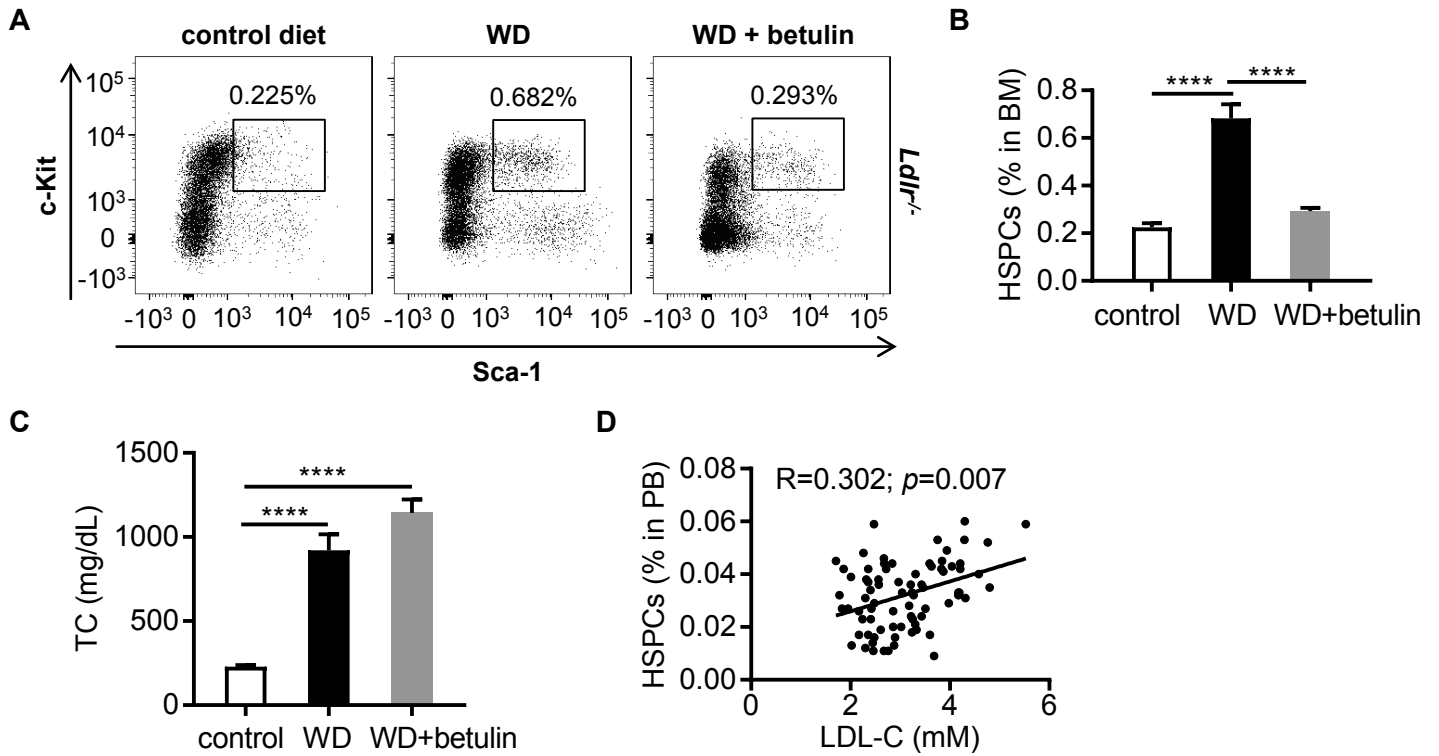 A
control diet
WD
WD + betulin
0.225%
0.682%
0.293%
c-Kit
10⁵
10⁴
10³
0
-10³
-10³ 0 10³ 10⁴ 10⁵
-10³ 0 10³ 10⁴ 10⁵
-10³ 0 10³ 10⁴ 10⁵
Sca-1
Ldlr-/-
B
HSPCs (% in BM)
0.8
0.6
0.4
0.2
0.0
****
****
control WD WD+betulin
C
TC (mg/dL)
1500
1000
500
0
****
****
control WD WD+betulin
D
HSPCs (% in PB)
0.08
0.06
0.04
0.02
0.00
R=0.302; p=0.007
0 2 4 6
LDL-C (mM)